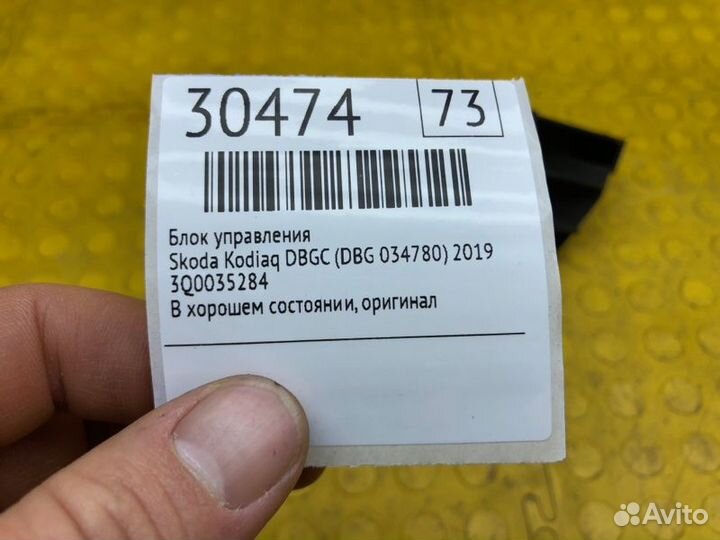 30474 73
Блок управления
Skoda Kodiaq DBGC (DBG 034780) 2019
3Q0035284
В хорошем состоянии, оригинал
Avito